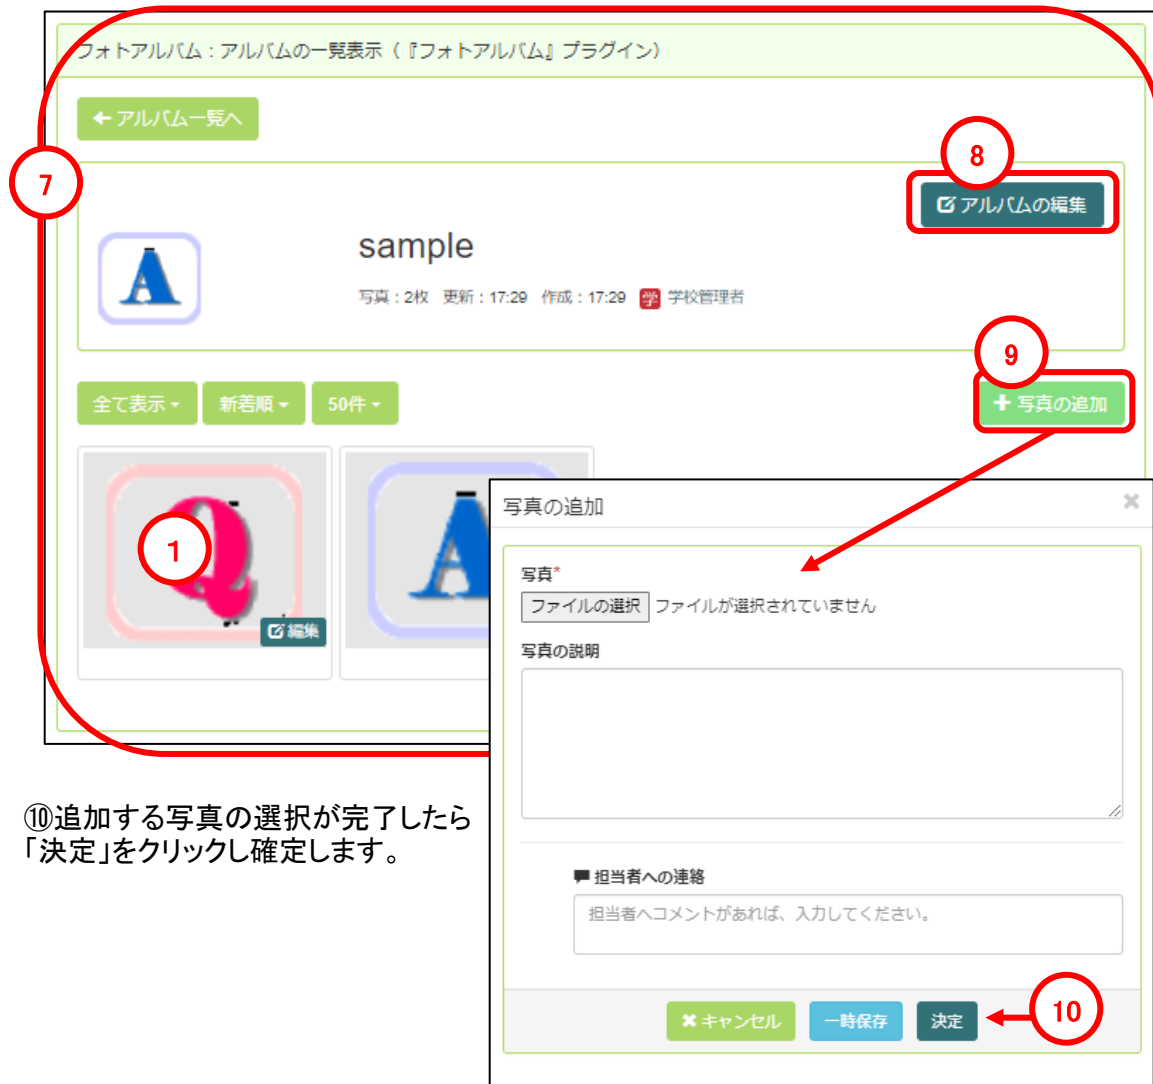 フォトアルバム：アルバムの一覧表示（『フォトアルバム』プラグイン）
アルバム一覧へ
7
8
アルバムの編集
A
sample
写真：2枚 更新：17:29 作成：17:29 学 学校管理者
9
全て表示
新着順
50件
写真の追加
Q
1
編集
A
写真の追加
写真*
ファイルの選択 ファイルが選択されていません
写真の説明
⑩追加する写真の選択が完了したら
「決定」をクリックし確定します。
担当者への連絡
担当者へコメントがあれば、入力してください。
キャンセル
一時保存
決定
10